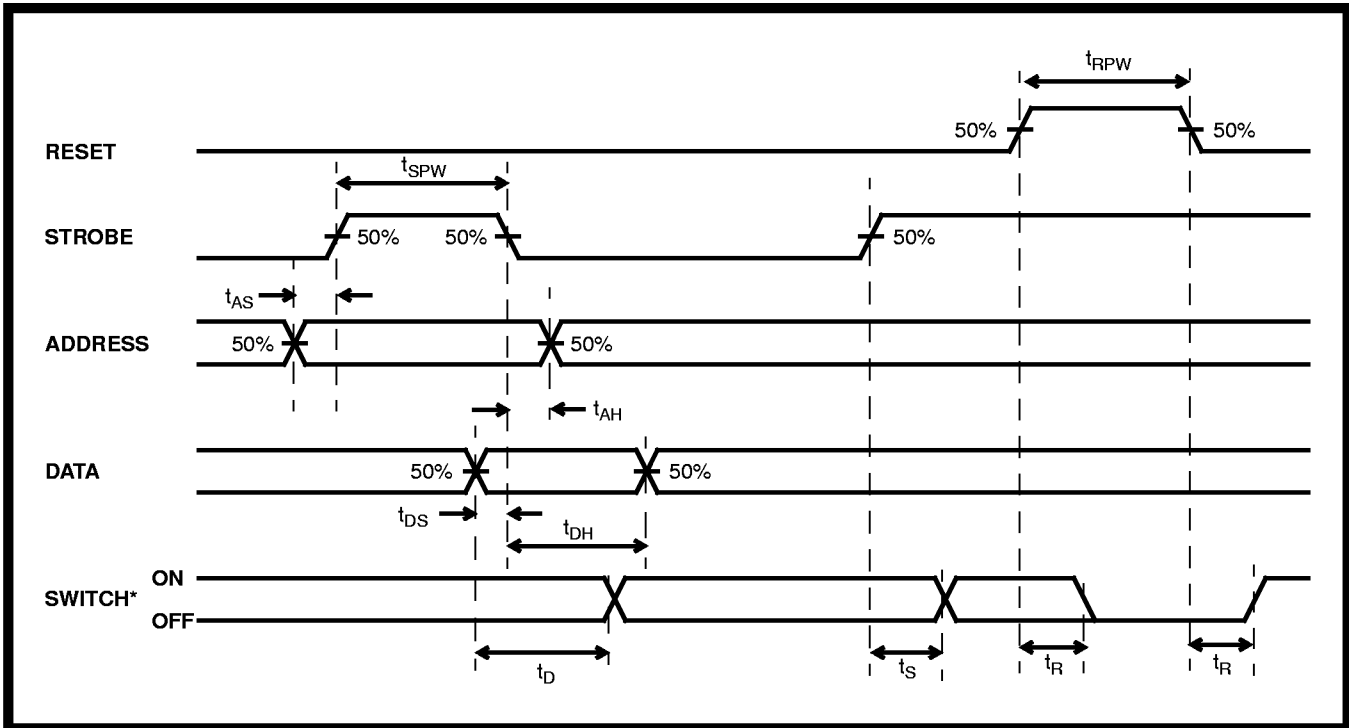 tRPW
50%
50%
RESET
tSPW
STROBE
50%
50%
50%
tAS
ADDRESS
50%
50%
tAH
DATA
50%
50%
tDS
tDH
ON
SWITCH*
OFF
tD
tS
tR
tR